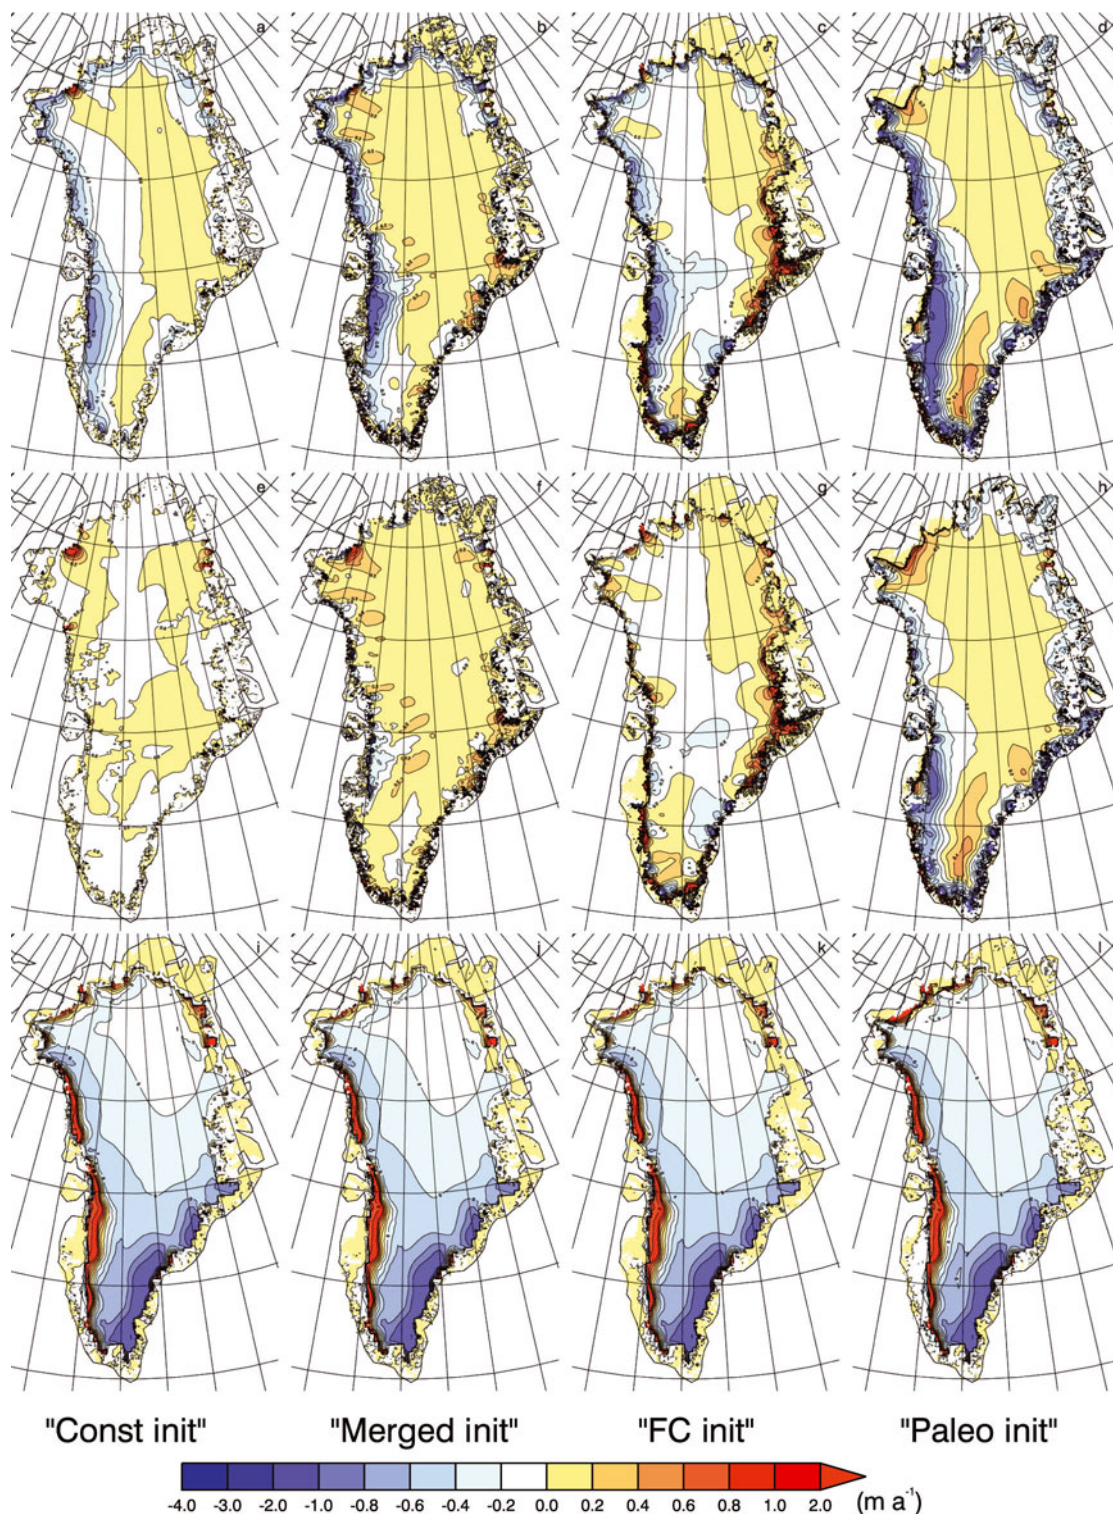 a b c d
e f g h
i j k l
"Const init" "Merged init" "FC init" "Paleo init"
-4.0 -3.0 -2.0 -1.0 -0.8 -0.6 -0.4 -0.2 0.0 0.2 0.4 0.6 0.8 1.0 2.0 (m a⁻¹)